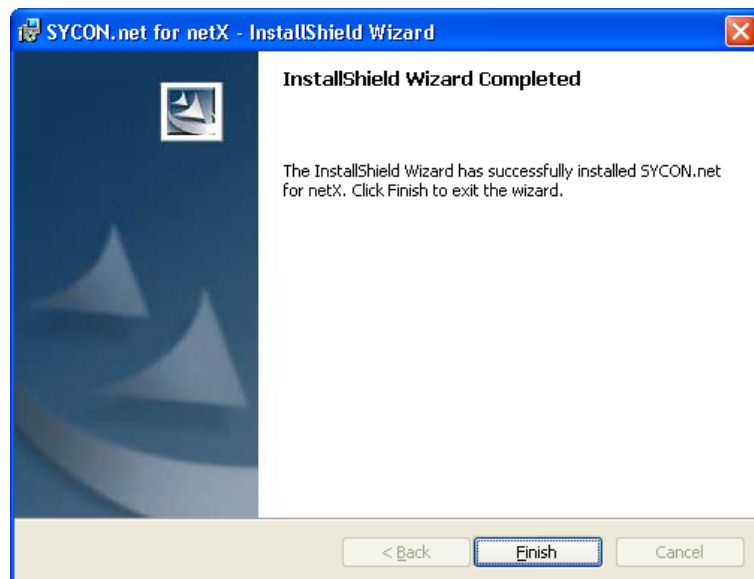 SYCON.net for netX - InstallShield Wizard
InstallShield Wizard Completed
The InstallShield Wizard has successfully installed SYCON.net
for netX. Click Finish to exit the wizard.
< Back
Finish
Cancel